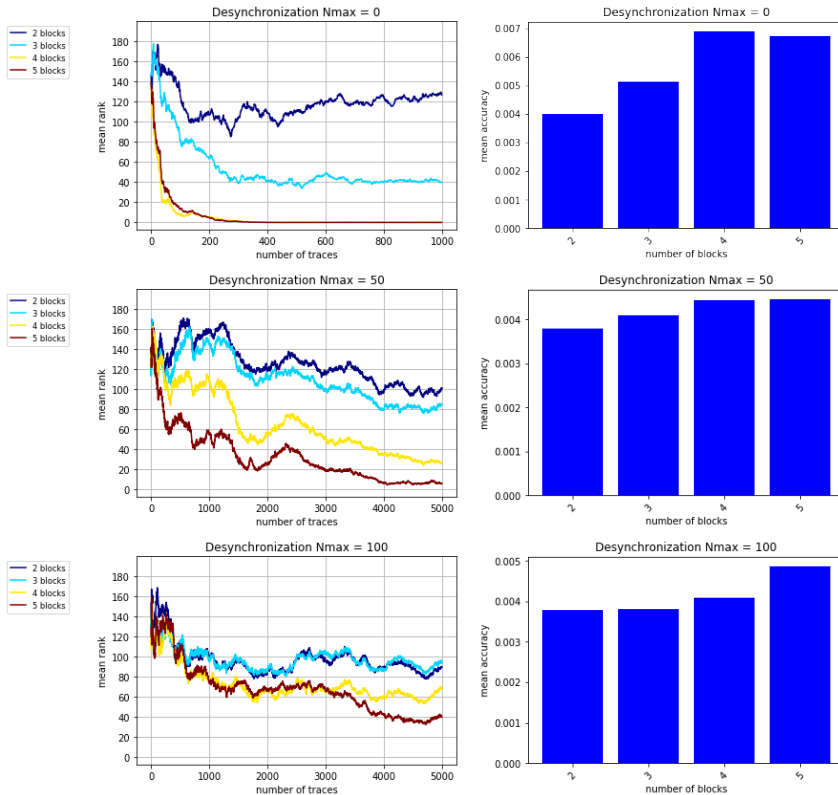 Desynchronization Nmax = 0
2 blocks
3 blocks
4 blocks
5 blocks
mean rank
180
160
140
120
100
80
60
40
20
0
0 200 400 600 800 1000
number of traces
Desynchronization Nmax = 0
mean accuracy
0.007
0.006
0.005
0.004
0.003
0.002
0.001
0.000
2 3 4 5
number of blocks
Desynchronization Nmax = 50
2 blocks
3 blocks
4 blocks
5 blocks
mean rank
180
160
140
120
100
80
60
40
20
0
0 1000 2000 3000 4000 5000
number of traces
Desynchronization Nmax = 50
mean accuracy
0.004
0.003
0.002
0.001
0.000
2 3 4 5
number of blocks
Desynchronization Nmax = 100
2 blocks
3 blocks
4 blocks
5 blocks
mean rank
180
160
140
120
100
80
60
40
20
0
0 1000 2000 3000 4000 5000
number of traces
Desynchronization Nmax = 100
mean accuracy
0.005
0.004
0.003
0.002
0.001
0.000
2 3 4 5
number of blocks